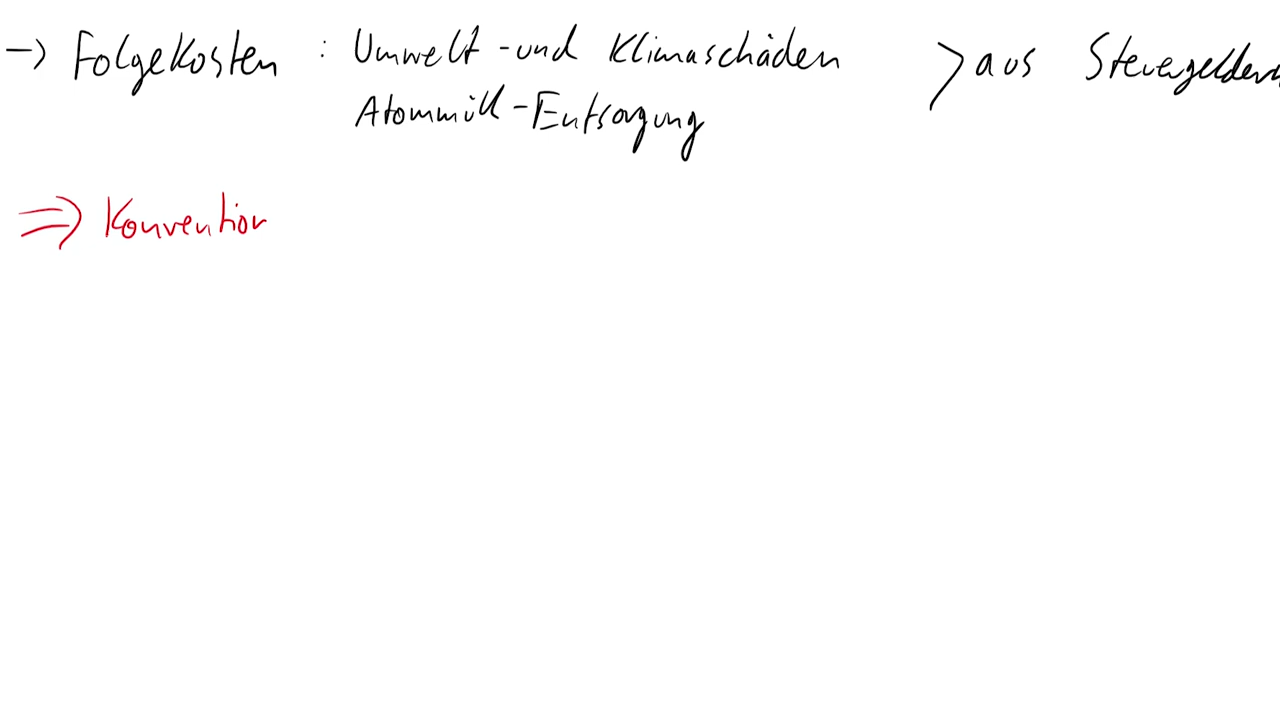 → Folgekosten : Umwelt - und Klimaschäden > aus Steuergeldern
Atommüll - Entsorgung
⇒ Konvention